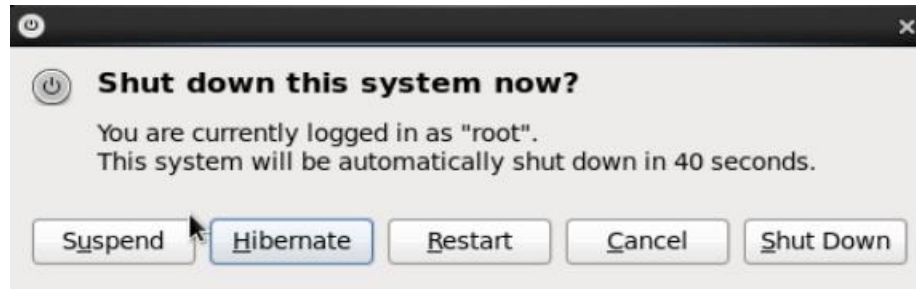 Shut down this system now?
You are currently logged in as "root".
This system will be automatically shut down in 40 seconds.
Suspend Hibernate Restart Cancel Shut Down